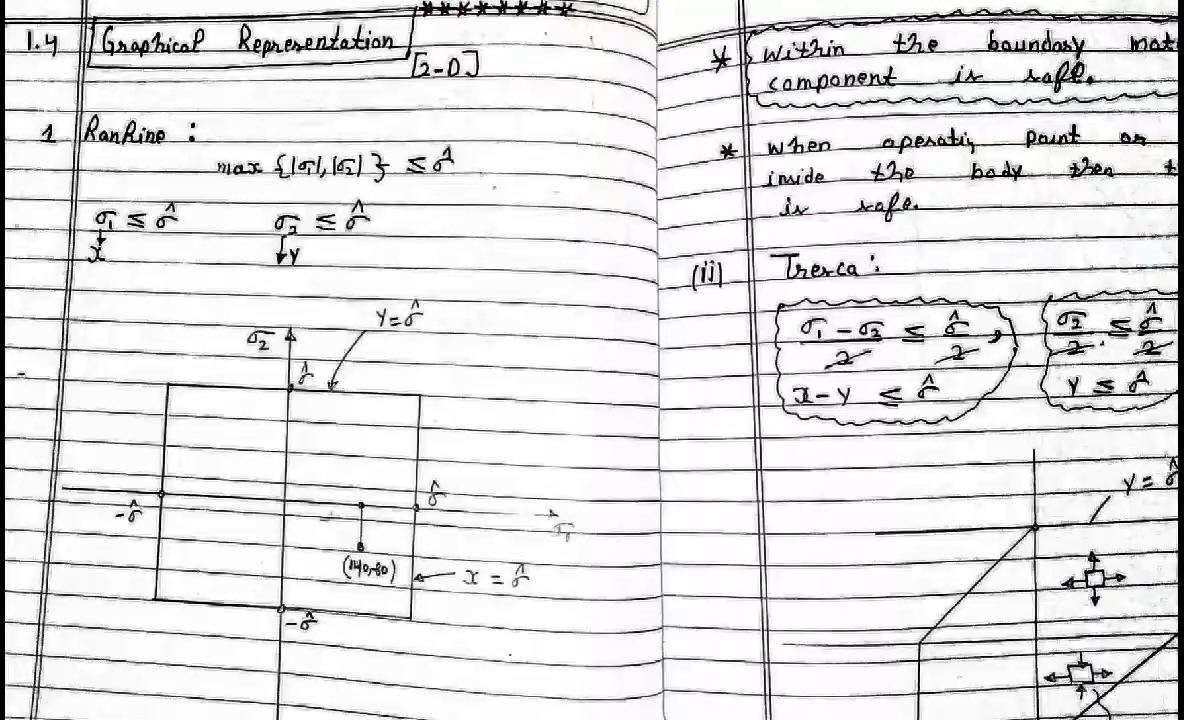 ********
1.4 Graphical Representation
[2-D]
1 Rankine :
max {|σ1|, |σ2|} ≤ σ̂
σ1 ≤ σ̂ σ2 ≤ σ̂
x y
y = σ̂
σ2
σ̂
-σ̂ σ̂
σ1
(140,-80) x = σ̂
-σ̂
* Within the boundary
component is safe.
* When operating point on
inside the body then
is safe.
(ii) Tresca :
σ1 - σ2 / 2 ≤ σ̂ / 2 , σ2 / 2 ≤ σ̂ / 2
x - y ≤ σ̂ y ≤ σ̂
y = σ̂